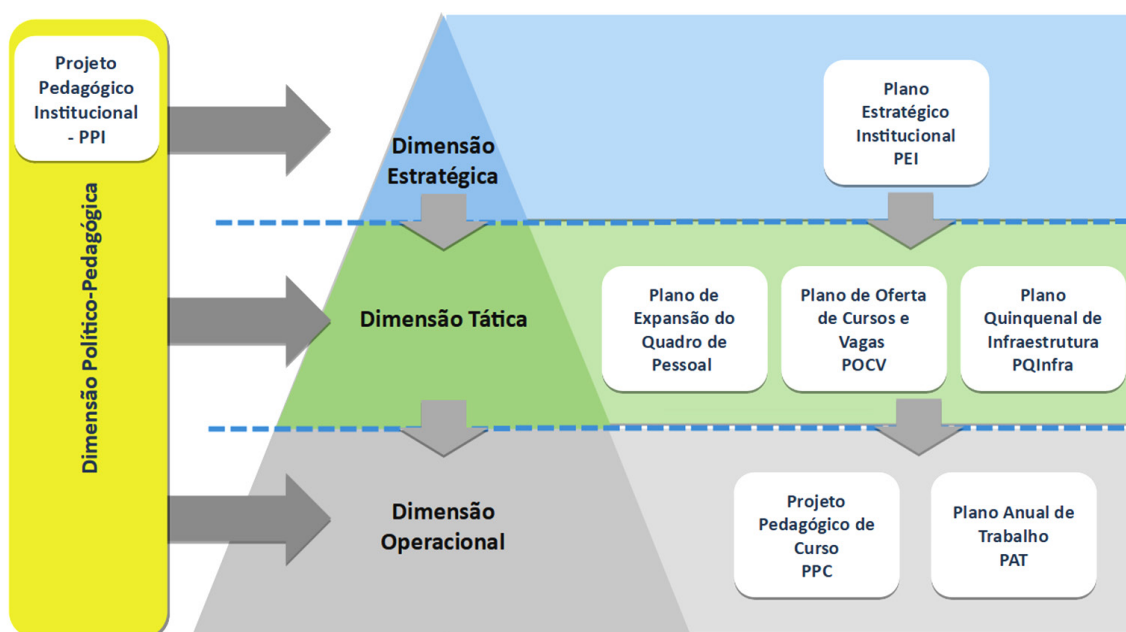 Projeto
Pedagógico
Institucional
- PPI
Dimensão Político-Pedagógica
Dimensão
Estratégica
Plano
Estratégico
Institucional
PEI
Dimensão Tática
Plano de
Expansão do
Quadro de
Pessoal
Plano de Oferta
de Cursos e
Vagas
POCV
Plano
Quinquenal de
Infraestrutura
PQInfra
Dimensão
Operacional
Projeto
Pedagógico de
Curso
PPC
Plano Anual de
Trabalho
PAT